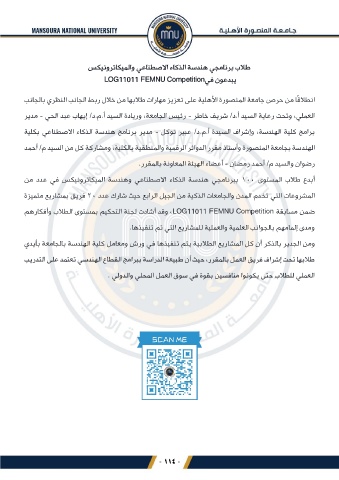 MANSOURA NATIONAL UNIVERSITY
جـامـعـة المنصـورة الأهليـة
MNU
طلاب برنامجي هندسة الذكاء الاصطناعي والميكاترونيكس
يبدعون في LOG11011 FEMNU Competition
انطلاقًا من حرص جامعة المنصورة الأهلية على تعزيز مهارات طلابها من خلال ربط الجانب النظري بالجانب
العملي، وتحت رعاية السيد أ.د/ شريف خاطر - رئيس الجامعة، وريادة السيد أ.م.د/ إيهاب عبد الحي - مدير
برامج كلية الهندسة، وإشراف السيدة أ.م.د/ عبير توكل - مدير برنامج هندسة الذكاء الاصطناعي بكلية
الهندسة بجامعة المنصورة وأستاذ مقرر الدوائر الرقمية والمنطقية بالكلية، ومشاركة كل من السيد م/ أحمد
رضوان والسيد م/ أحمد رمضان - أعضاء الهيئة المعاونة بالمقرر.
أبدع طلاب المستوى ١٠٠ ببرنامجي هندسة الذكاء الاصطناعي وهندسة الميكاترونيكس في عدد من
المشروعات التي تخدم المدن والجامعات الذكية من الجيل الرابع حيث شارك عدد ٢٠ فريق بمشاريع متميزة
ضمن مسابقة LOG11011 FEMNU Competition، وقد أشادت لجنة التحكيم بمستوى الطلاب وأفكارهم
ومدى إلمامهم بالجوانب العلمية والعملية للمشاريع التي تم تنفيذها.
ومن الجدير بالذكر أن كل المشاريع الطلابية يتم تنفيذها في ورش ومعامل كلية الهندسة بالجامعة بأيدي
طلابها تحت إشراف فريق العمل بالمقرر، حيث أن طبيعة الدراسة ببرامج القطاع الهندسي تعتمد على التدريب
العملي للطلاب حتى يكونوا منافسين بقوة في سوق العمل المحلي والدولي .
SCAN ME
- ١١٤ -